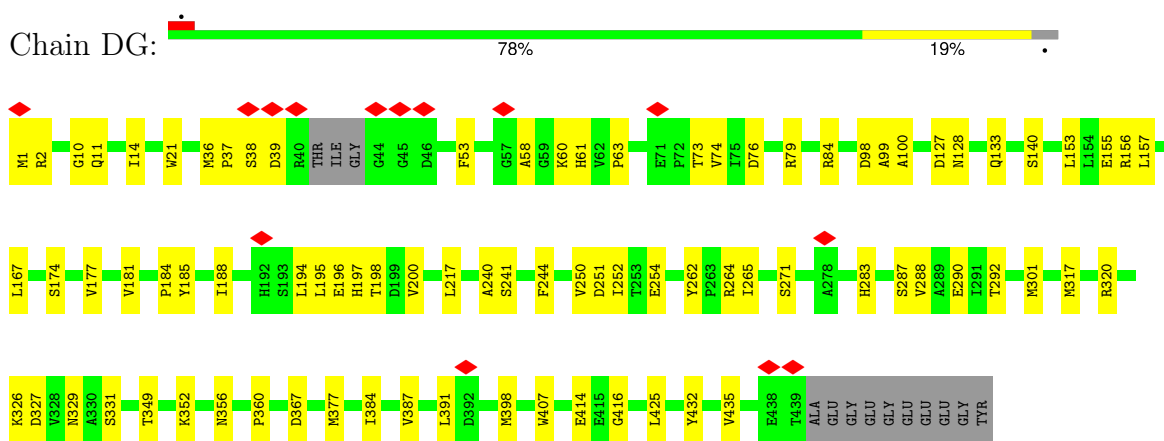 Chain DG:
78% 19%
M1 R2 G10 Q11 I14 W21 M36 P37 S38 D39 R40 THR ILE GLY G44 G45 D46 F53 G57 A58 G59 K60 H61 V62 P63 E71 P72 T73 V74 I75 D76 R79 R84 D98 A99 A100 D127 N128 Q133 S140 L153 L154 E155 R156 L157
L167 S174 V177 V181 P184 Y185 I188 H192 S193 L194 L195 E196 H197 T198 D199 V200 L217 A240 S241 F244 V250 D251 I252 T253 E254 Y262 P263 R264 I265 S271 A278 H283 S287 V288 A289 E290 I291 T292 M301 M317 R320
K326 D327 V328 N329 A330 S331 T349 K352 N356 P360 D367 M377 I384 V387 L391 D392 M398 W407 E414 E415 G416 L425 Y432 V435 E438 T439 ALA GLU GLY GLU GLY GLU GLU GLU GLY TYR